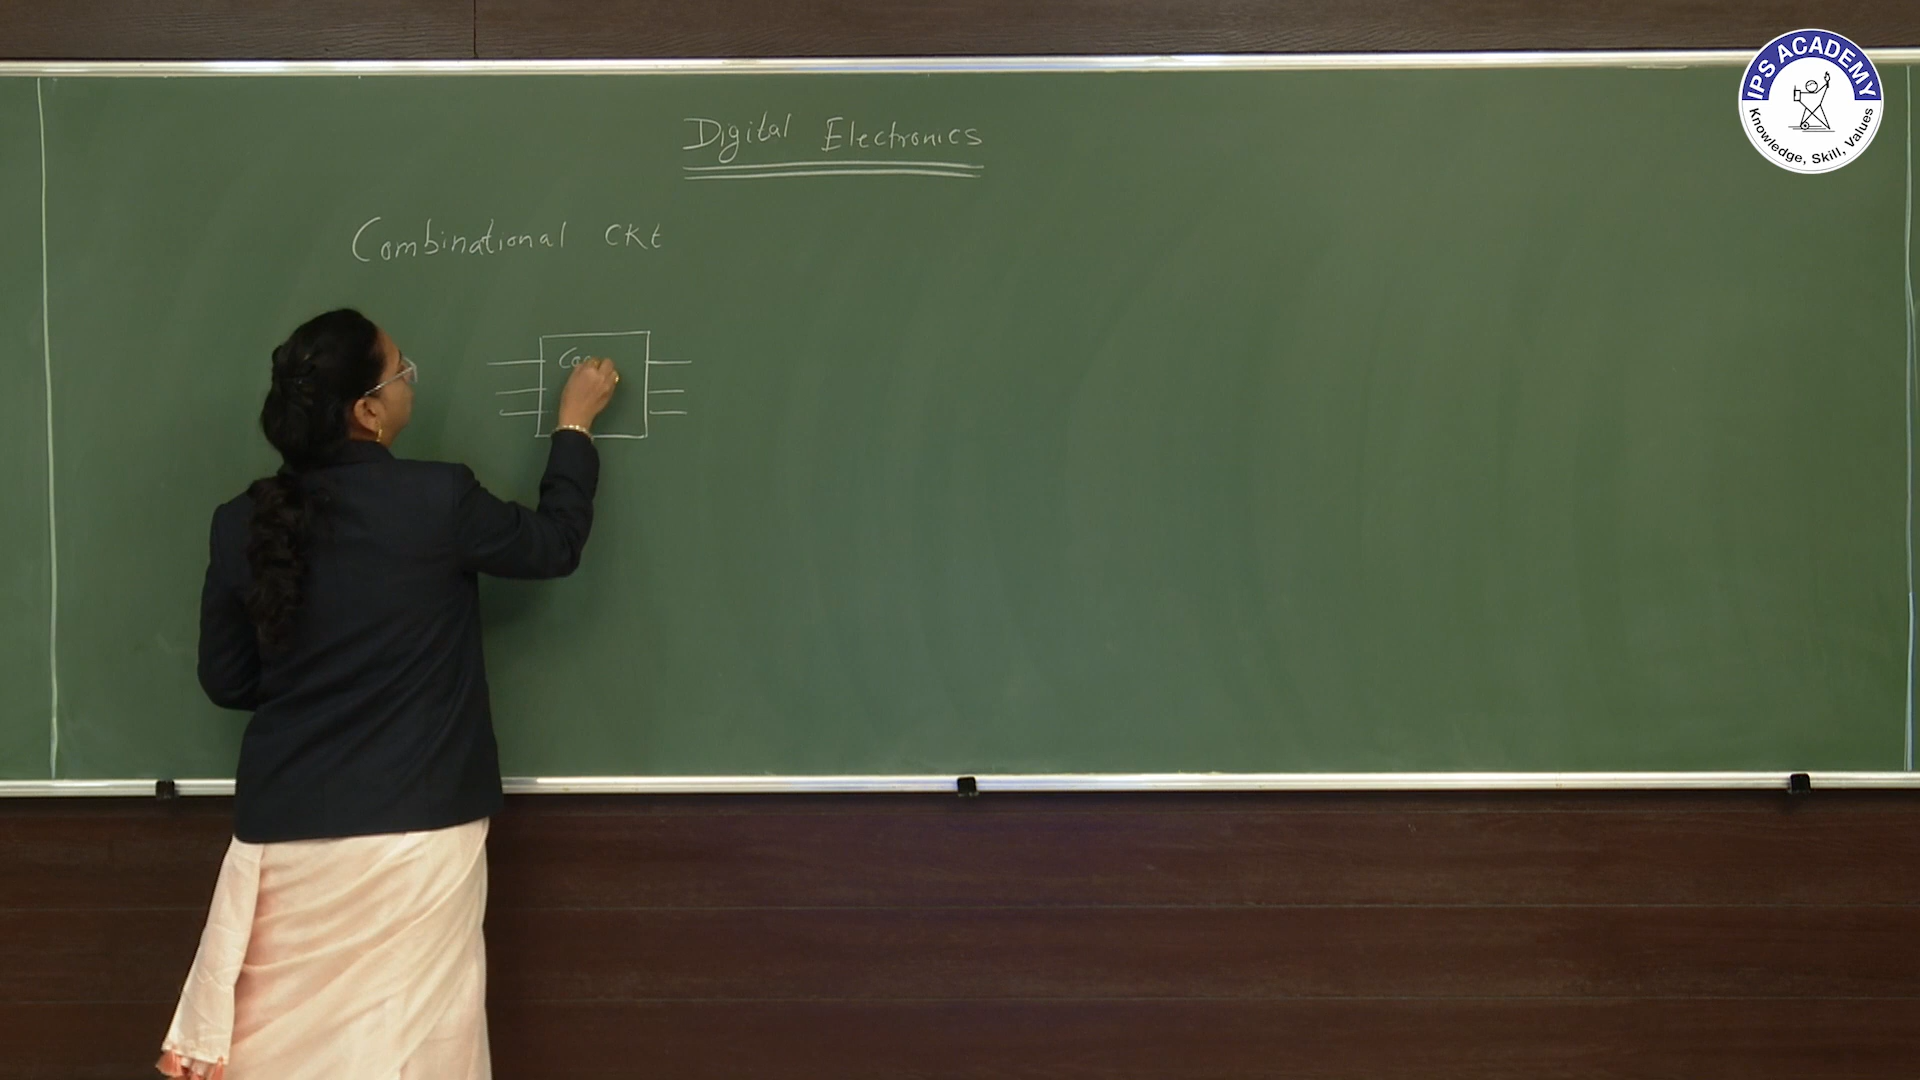 IPS ACADEMY
Knowledge, Skill, Values
Digital Electronics
Combinational CKt